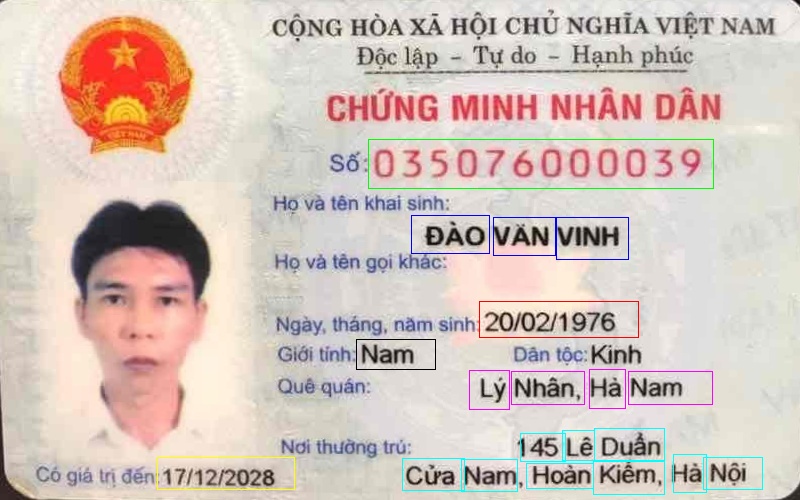 CỘNG HÒA XÃ HỘI CHỦ NGHĨA VIỆT NAM
Độc lập - Tự do - Hạnh phúc
CHỨNG MINH NHÂN DÂN
Số: 035076000039
Họ và tên khai sinh:
ĐÀO VĂN VINH
Họ và tên gọi khác:
Ngày, tháng, năm sinh: 20/02/1976
Giới tính: Nam Dân tộc: Kinh
Quê quán: Lý Nhân, Hà Nam
Nơi thường trú: 145 Lê Duẩn
Có giá trị đến: 17/12/2028 Cửa Nam, Hoàn Kiếm, Hà Nội
VIỆT NAM